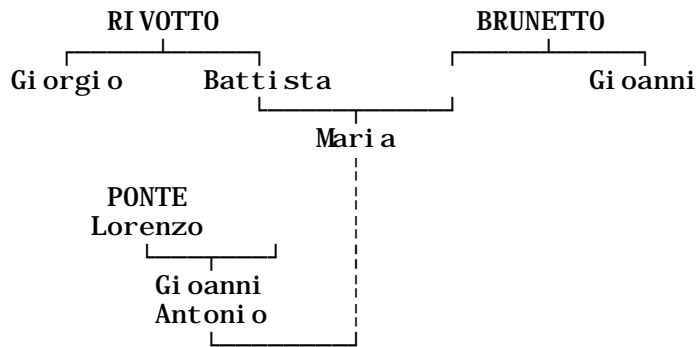 RIVOTTO BRUNETTO
Giorgio Battista Gioanni
Maria
PONTE
Lorenzo
Gioanni
Antonio